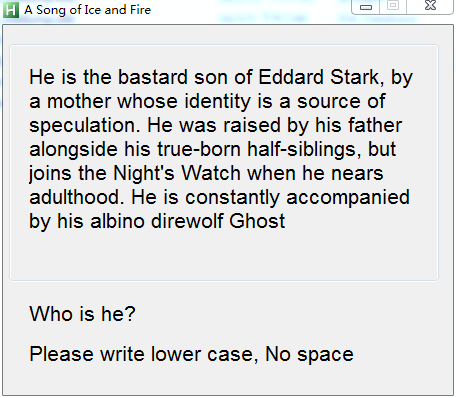 A Song of Ice and Fire
He is the bastard son of Eddard Stark, by
a mother whose identity is a source of
speculation. He was raised by his father
alongside his true-born half-siblings, but
joins the Night's Watch when he nears
adulthood. He is constantly accompanied
by his albino direwolf Ghost
Who is he?
Please write lower case, No space